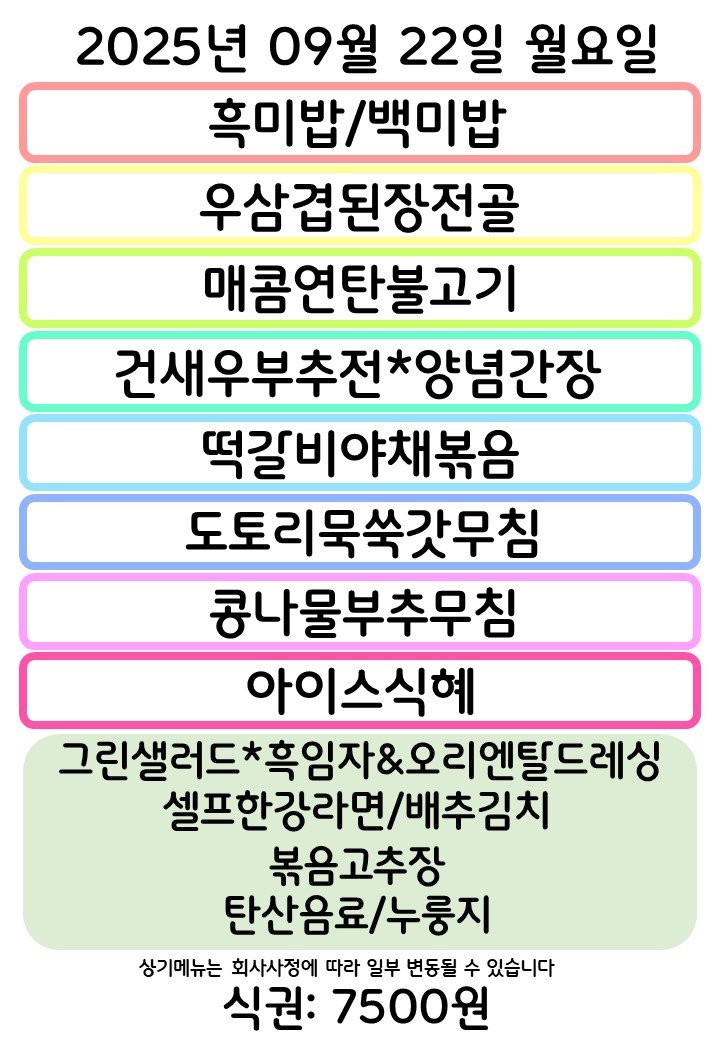 2025년 09월 22일 월요일
흑미밥/백미밥
우삼겹된장전골
매콤연탄불고기
건새우부추전*양념간장
떡갈비야채볶음
도토리묵쑥갓무침
콩나물부추무침
아이스식혜
그린샐러드*흑임자&오리엔탈드레싱
셀프한강라면/배추김치
볶음고추장
탄산음료/누룽지
상기메뉴는 회사사정에 따라 일부 변동될 수 있습니다
식권: 7500원